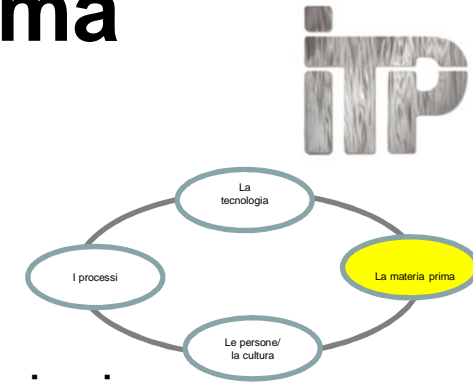 ma
iTP
La
tecnologia
I processi
La materia prima
Le persone/
la cultura